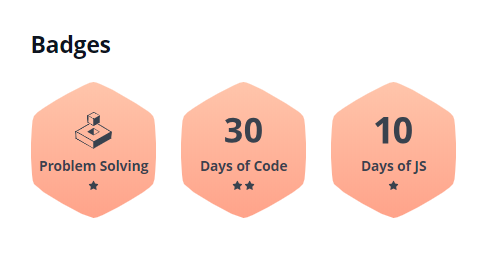 Badges
Problem Solving
30
Days of Code
10
Days of JS